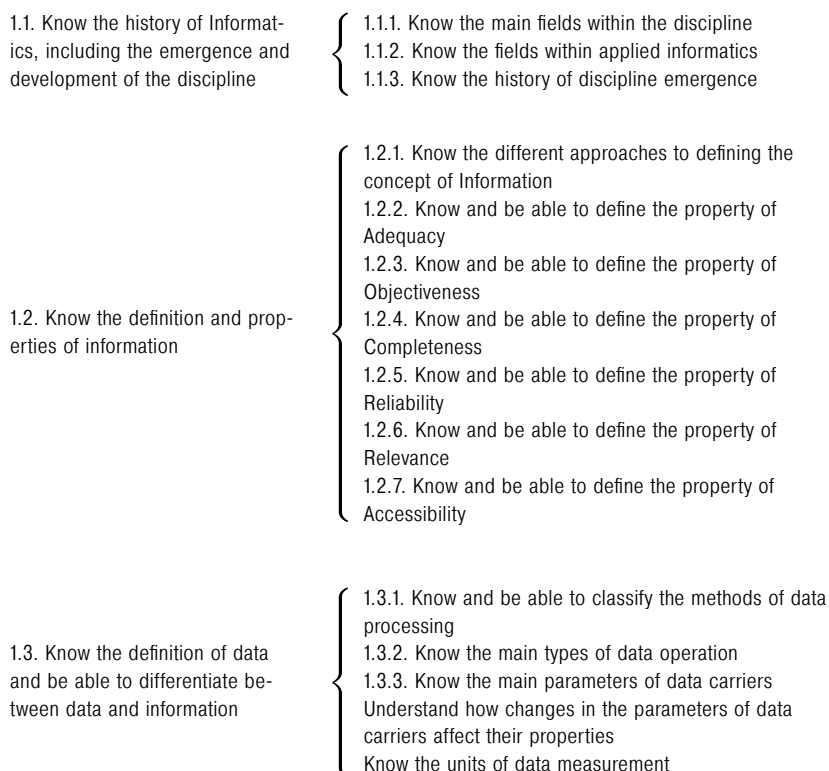 1.1. Know the history of Informat-
ics, including the emergence and
development of the discipline
1.1.1. Know the main fields within the discipline
1.1.2. Know the fields within applied informatics
1.1.3. Know the history of discipline emergence
1.2. Know the definition and prop-
erties of information
1.2.1. Know the different approaches to defining the
concept of Information
1.2.2. Know and be able to define the property of
Adequacy
1.2.3. Know and be able to define the property of
Objectiveness
1.2.4. Know and be able to define the property of
Completeness
1.2.5. Know and be able to define the property of
Reliability
1.2.6. Know and be able to define the property of
Relevance
1.2.7. Know and be able to define the property of
Accessibility
1.3. Know the definition of data
and be able to differentiate be-
tween data and information
1.3.1. Know and be able to classify the methods of data
processing
1.3.2. Know the main types of data operation
1.3.3. Know the main parameters of data carriers
Understand how changes in the parameters of data
carriers affect their properties
Know the units of data measurement